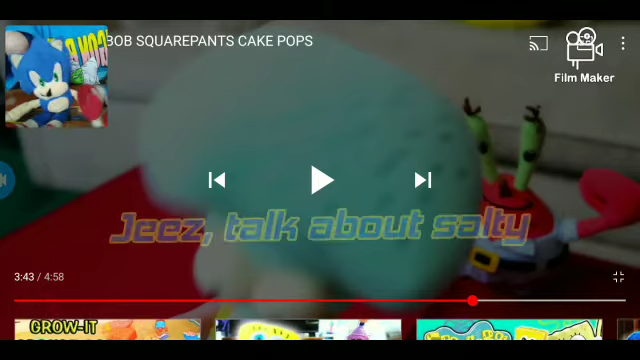 BOB SQUAREPANTS CAKE POPS
Film Maker
Jeez, talk about salty
3:43 / 4:58
GROW-IT